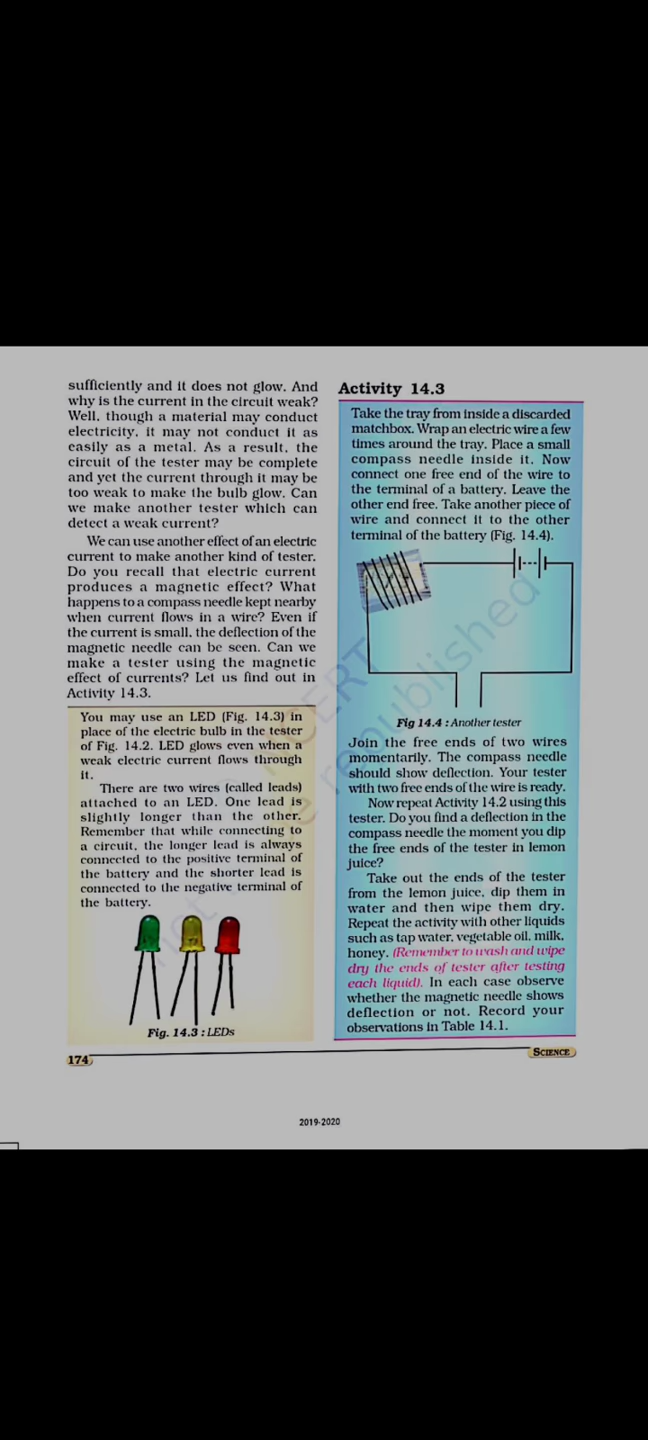 sufficiently and it does not glow. And
why is the current in the circuit weak?
Well, though a material may conduct
electricity, it may not conduct it as
easily as a metal. As a result, the
circuit of the tester may be complete
and yet the current through it may be
too weak to make the bulb glow. Can
we make another tester which can
detect a weak current?
We can use another effect of an electric
current to make another kind of tester.
Do you recall that electric current
produces a magnetic effect? What
happens to a compass needle kept nearby
when current flows in a wire? Even if
the current is small, the deflection of the
magnetic needle can be seen. Can we
make a tester using the magnetic
effect of currents? Let us find out in
Activity 14.3.
You may use an LED (Fig. 14.3) in
place of the electric bulb in the tester
of Fig. 14.2. LED glows even when a
weak electric current flows through
it.
There are two wires (called leads)
attached to an LED. One lead is
slightly longer than the other.
Remember that while connecting to
a circuit, the longer lead is always
connected to the positive terminal of
the battery and the shorter lead is
connected to the negative terminal of
the battery.
Fig. 14.3 : LEDs
Activity 14.3
Take the tray from inside a discarded
matchbox. Wrap an electric wire a few
times around the tray. Place a small
compass needle inside it. Now
connect one free end of the wire to
the terminal of a battery. Leave the
other end free. Take another piece of
wire and connect it to the other
terminal of the battery (Fig. 14.4).
Fig 14.4 : Another tester
Join the free ends of two wires
momentarily. The compass needle
should show deflection. Your tester
with two free ends of the wire is ready.
Now repeat Activity 14.2 using this
tester. Do you find a deflection in the
compass needle the moment you dip
the free ends of the tester in lemon
juice?
Take out the ends of the tester
from the lemon juice, dip them in
water and then wipe them dry.
Repeat the activity with other liquids
such as tap water, vegetable oil, milk,
honey. (Remember to wash and wipe
dry the ends of tester after testing
each liquid). In each case observe
whether the magnetic needle shows
deflection or not. Record your
observations in Table 14.1.
not republished
174
SCIENCE
2019-2020